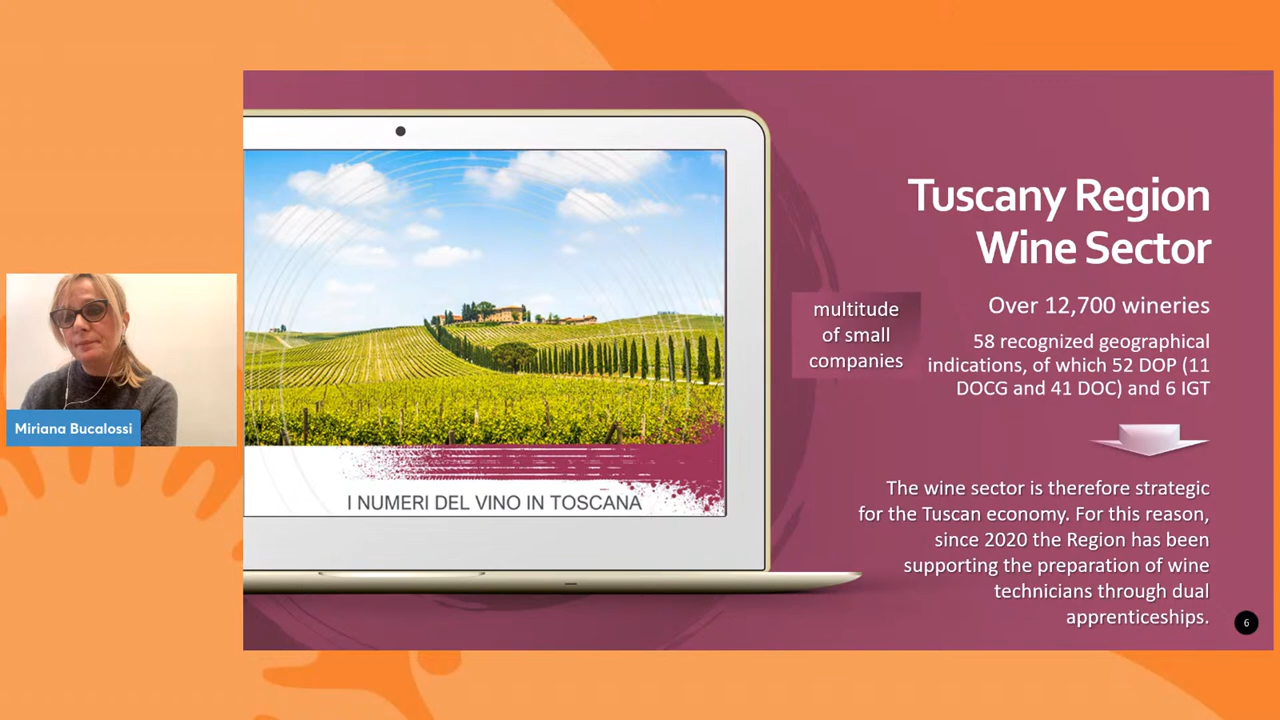 Tuscany Region
Wine Sector
multitude
of small
companies
Over 12,700 wineries
58 recognized geographical
indications, of which 52 DOP (11
DOCG and 41 DOC) and 6 IGT
The wine sector is therefore strategic
for the Tuscan economy. For this reason,
since 2020 the Region has been
supporting the preparation of wine
technicians through dual
apprenticeships.
I NUMERI DEL VINO IN TOSCANA
Miriana Bucalossi
6